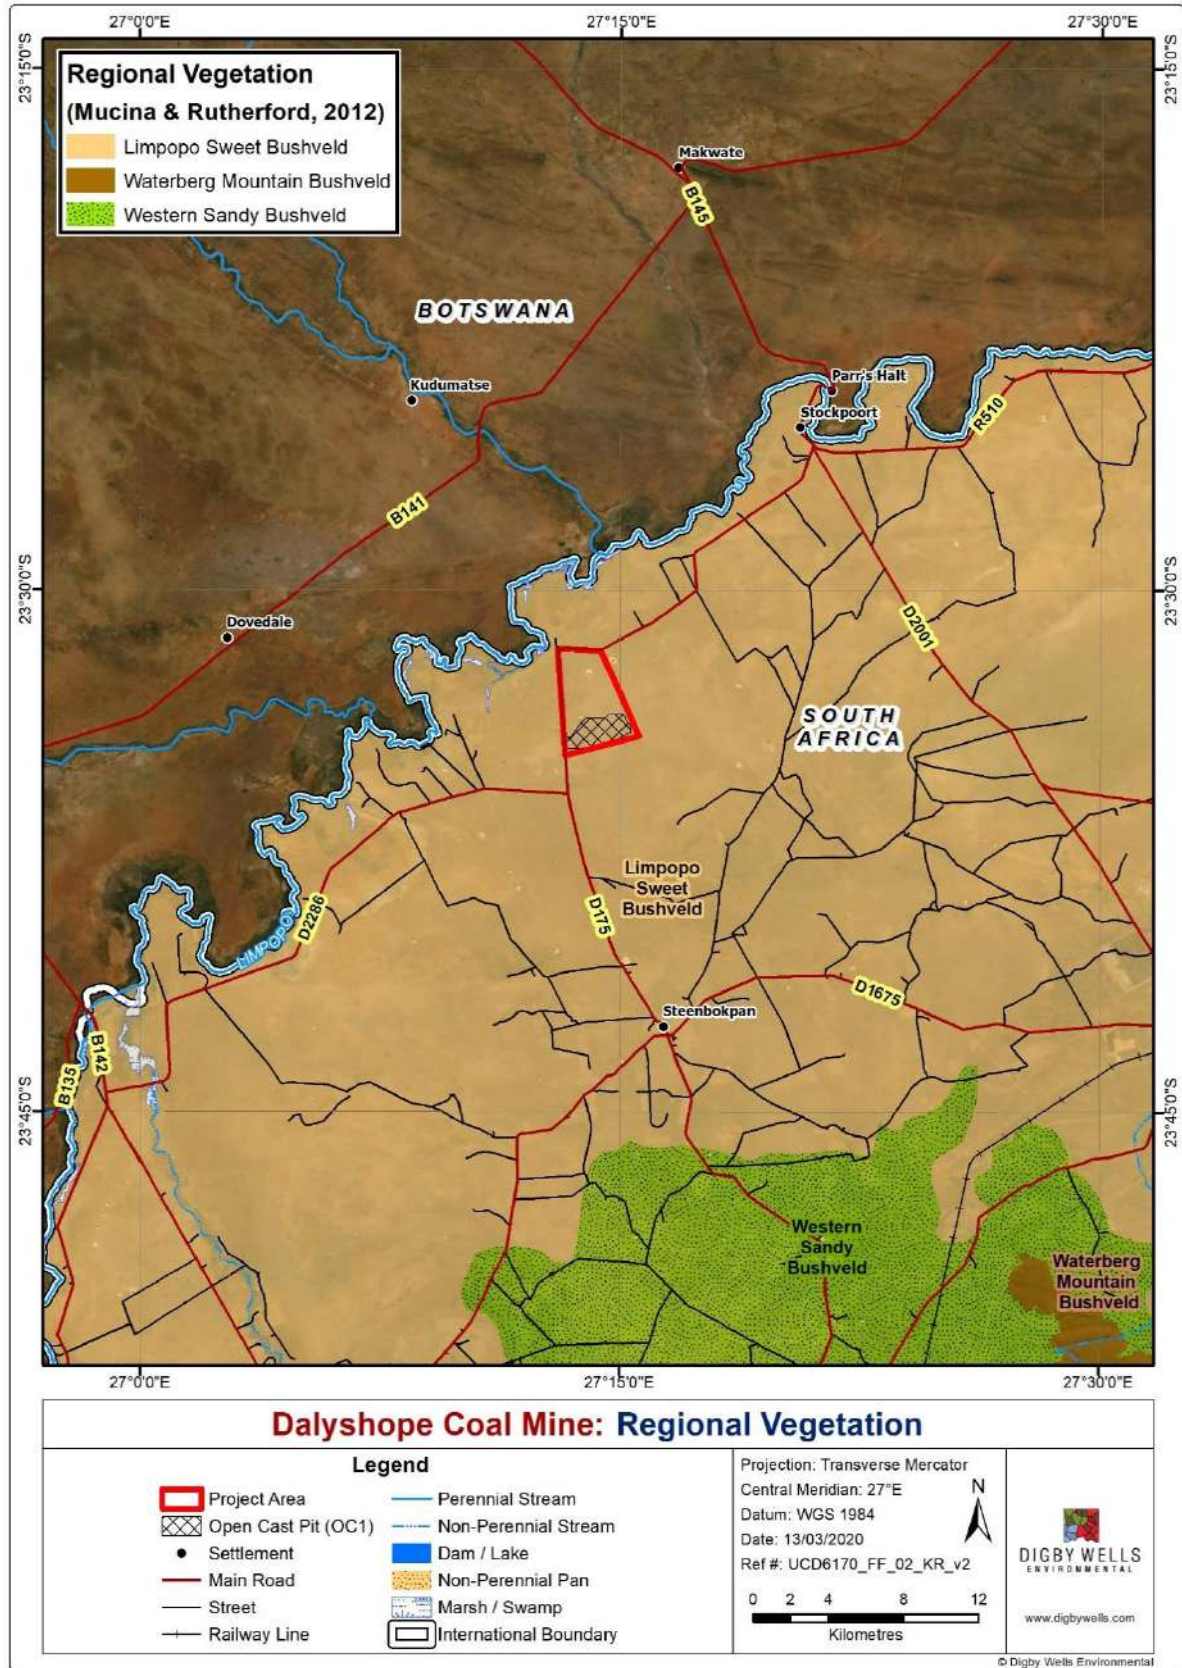 27°0'0"E
27°15'0"E
27°30'0"E
23°15'0"S
23°15'0"S
Regional Vegetation
(Mucina & Rutherford, 2012)
Limpopo Sweet Bushveld
Waterberg Mountain Bushveld
Western Sandy Bushveld
Makwate
B145
BOTSWANA
Kudumatse
Parr's Halt
Stockpoort
R510
B141
23°30'0"S
23°30'0"S
Dovedale
D2001
SOUTH
AFRICA
Limpopo
Sweet
Bushveld
D175
D2286
LIMPOPO
D1675
Steenbokpan
B142
B135
23°45'0"S
23°45'0"S
Western
Sandy
Bushveld
Waterberg
Mountain
Bushveld
27°0'0"E
27°15'0"E
27°30'0"E
Dalyshope Coal Mine: Regional Vegetation
Legend
Project Area
Open Cast Pit (OC1)
Settlement
Main Road
Street
Railway Line
Perennial Stream
Non-Perennial Stream
Dam / Lake
Non-Perennial Pan
Marsh / Swamp
International Boundary
Projection: Transverse Mercator
Central Meridian: 27°E
Datum: WGS 1984
Date: 13/03/2020
Ref #: UCD6170_FF_02_KR_v2
N
0 2 4 8 12
Kilometres
DIGBY WELLS
ENVIRONMENTAL
www.digbywells.com
© Digby Wells Environmental